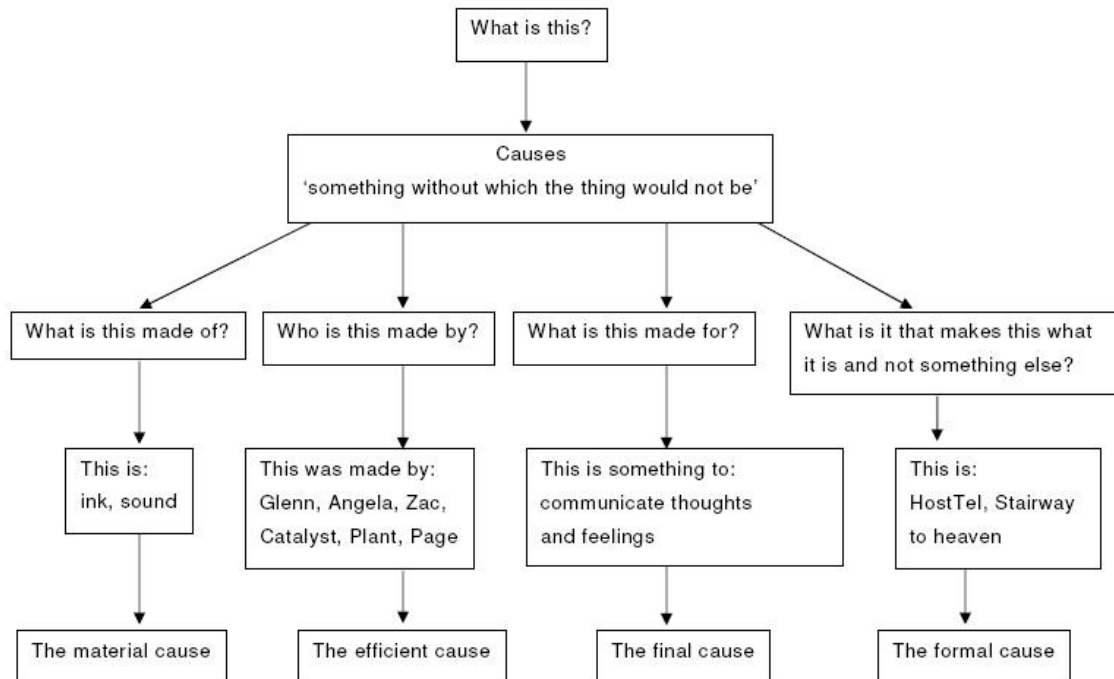 What is this?
Causes
‘something without which the thing would not be’
What is this made of?
Who is this made by?
What is this made for?
What is it that makes this what
it is and not something else?
This is:
ink, sound
This was made by:
Glenn, Angela, Zac,
Catalyst, Plant, Page
This is something to:
communicate thoughts
and feelings
This is:
HostTel, Stairway
to heaven
The material cause
The efficient cause
The final cause
The formal cause